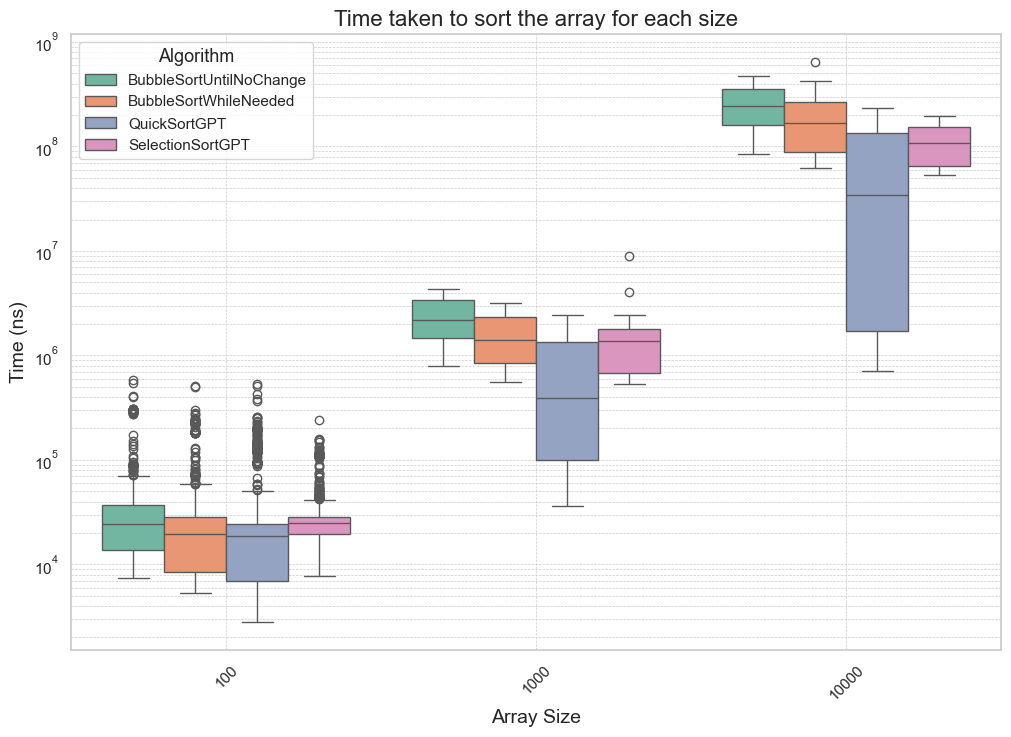 Time taken to sort the array for each size
Algorithm
BubbleSortUntilNoChange
BubbleSortWhileNeeded
QuickSortGPT
SelectionSortGPT
Time (ns)
10⁹
10⁸
10⁷
10⁶
10⁵
10⁴
100
1000
10000
Array Size